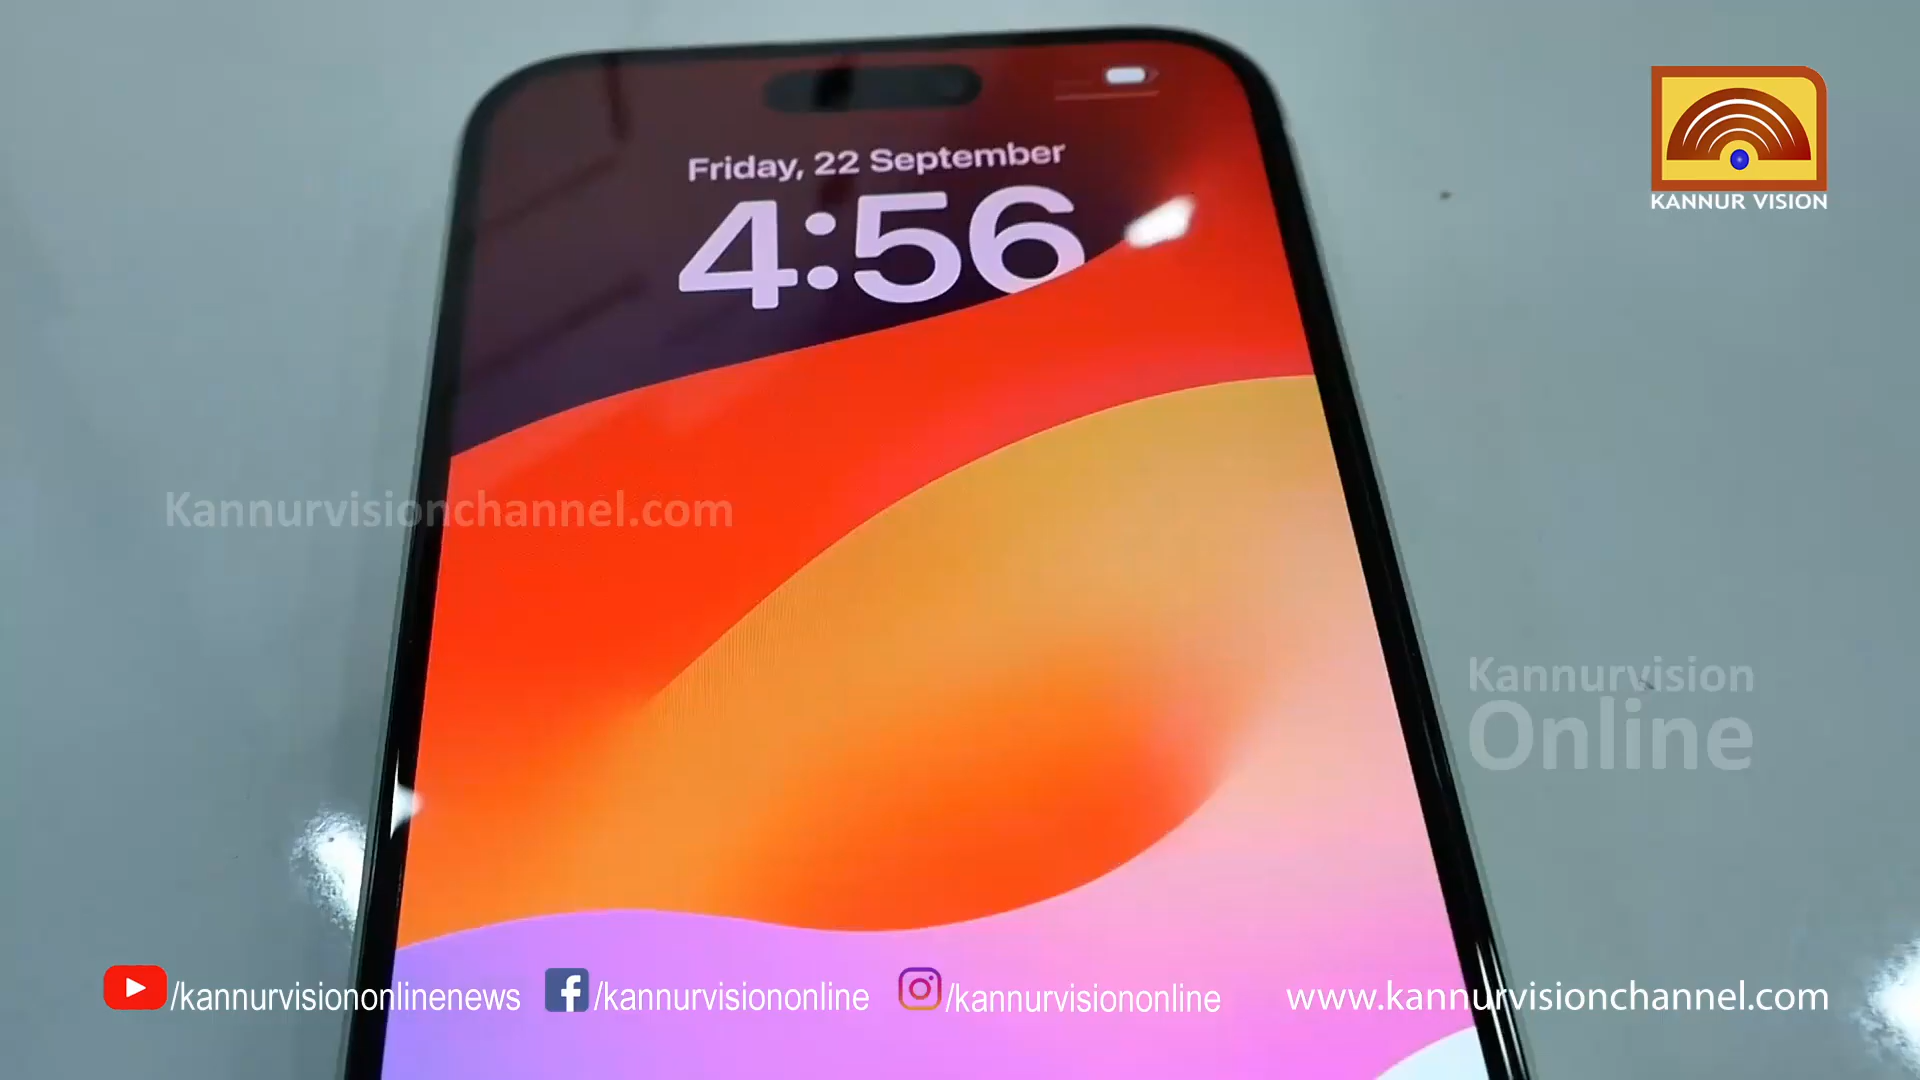 Friday, 22 September
4:56
KANNUR VISION
Kannurvisionchannel.com
Kannurvision
Online
/kannurvisiononlinenews
/kannurvisiononline
/kannurvisiononline
www.kannurvisionchannel.com